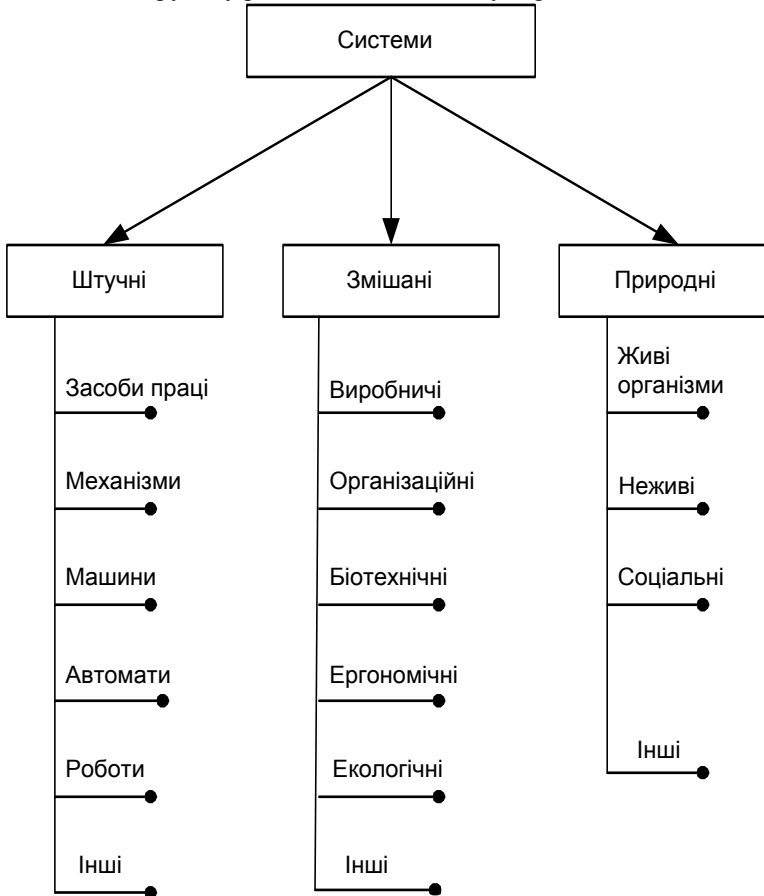 Системи
Штучні
Змішані
Природні
Засоби праці
Механізми
Машини
Автомати
Роботи
Інші
Виробничі
Організаційні
Біотехнічні
Ергономічні
Екологічні
Інші
Живі
організми
Неживі
Соціальні
Інші